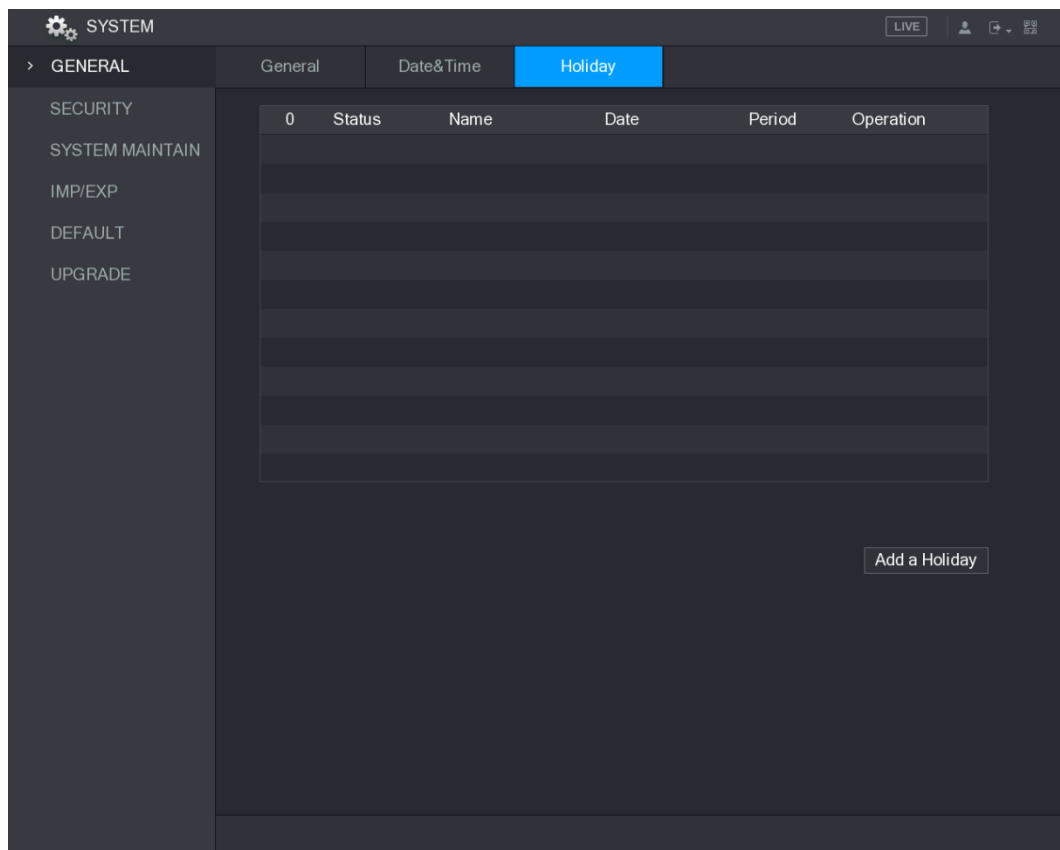 SYSTEM LIVE
> GENERAL General Date&Time Holiday
SECURITY
0 Status Name Date Period Operation
SYSTEM MAINTAIN
IMP/EXP
DEFAULT
UPGRADE
Add a Holiday